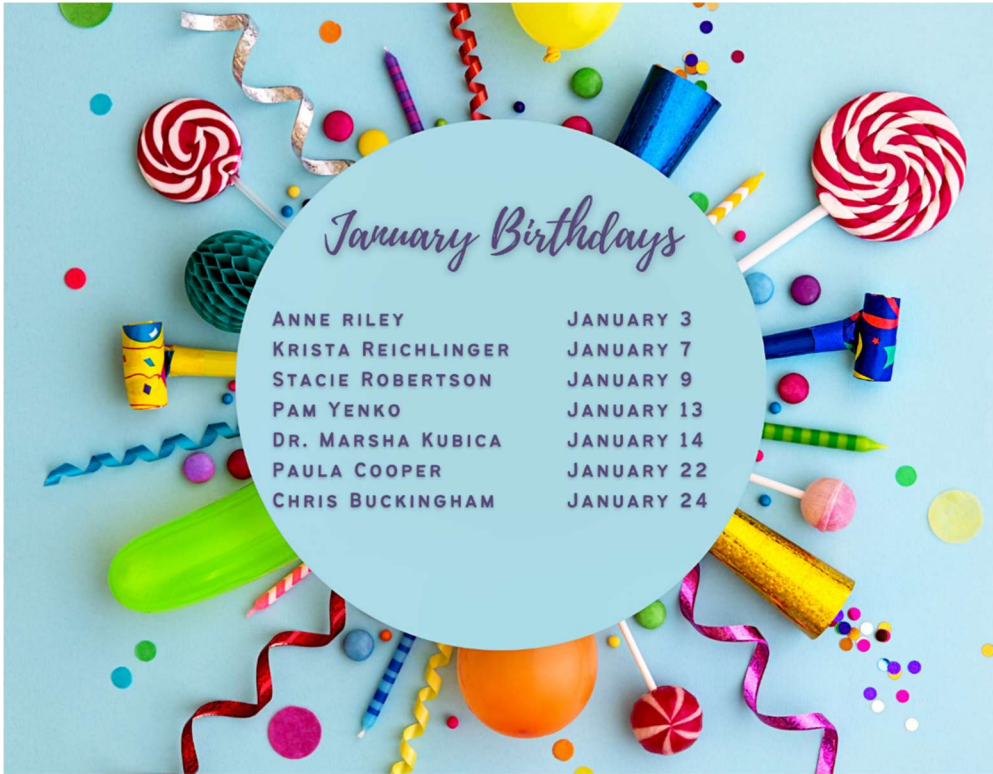 January Birthdays
Anne riley January 3
Krista Reichlinger January 7
Stacie Robertson January 9
Pam Yenko January 13
Dr. Marsha Kubica January 14
Paula Cooper January 22
Chris Buckingham January 24